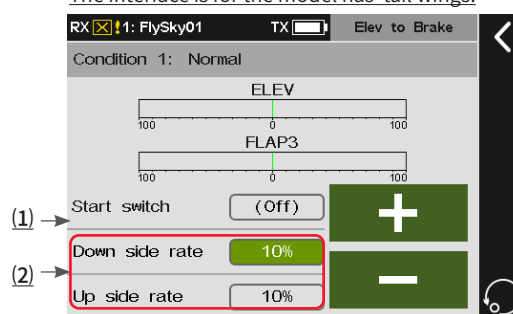 The interface is for the model has tail wings.
RX !1: FlySky01 TX Elev to Brake
Condition 1: Normal
ELEV
100 0 100
FLAP3
100 0 100
(1)
Start switch (Off)
+
(2)
Down side rate 10%
Up side rate 10%
−